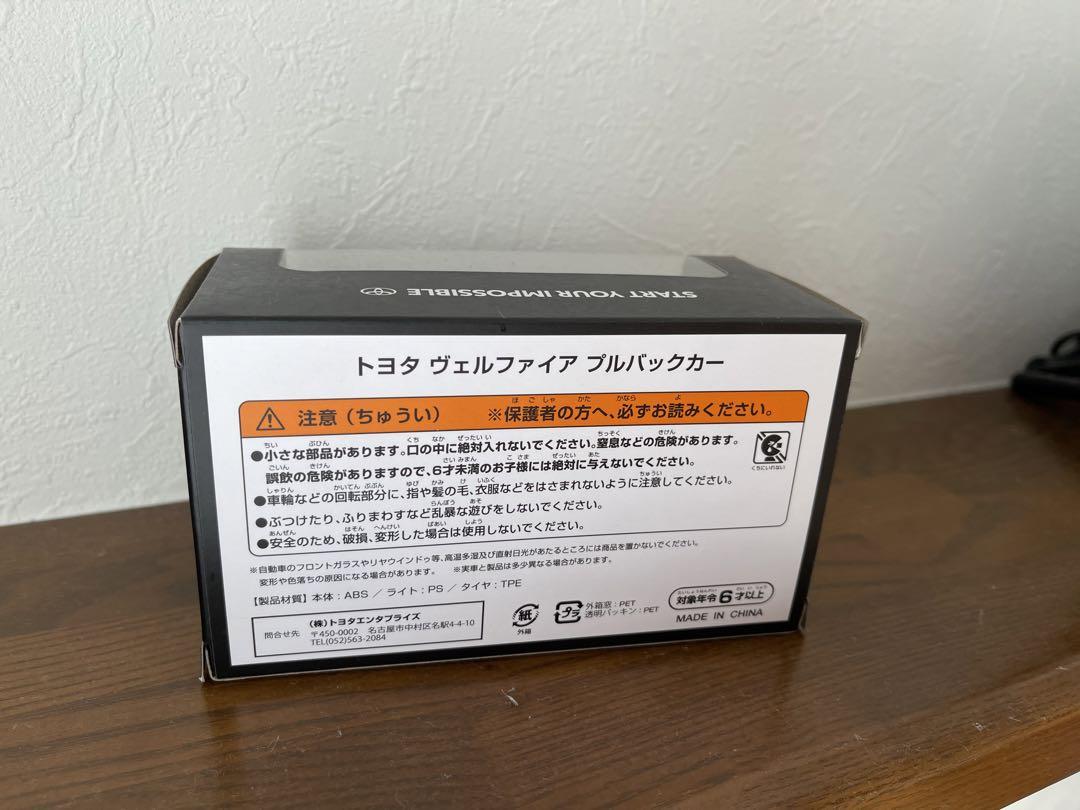 START YOUR IMPOSSIBLE
トヨタ ヴェルファイア プルバックカー
注意（ちゅうい） ※保護者の方へ、必ずお読みください。
●小さな部品があります。口の中に絶対入れないでください。窒息などの危険があります。
誤飲の危険がありますので、6才未満のお子様には絶対に与えないでください。
くちにいれない
●車輪などの回転部分に、指や髪の毛、衣服などをはさまれないように注意してください。
●ぶつけたり、ふりまわすなど乱暴な遊びをしないでください。
●安全のため、破損、変形した場合は使用しないでください。
※自動車のフロントガラスやリヤウインドゥ等、高温多湿及び直射日光があたるところには商品を置かないでください。
変形や色落ちの原因になる場合があります。 ※実車と製品は多少異なる場合があります。
【製品材質】本体：ABS ／ ライト：PS ／ タイヤ：TPE
問合せ先
（株）トヨタエンタプライズ
〒450-0002 名古屋市中村区名駅4-4-10
TEL(052)563-2084
紙
外箱
プラ
外箱窓：PET
透明パッキン：PET
対象年令6才以上
MADE IN CHINA